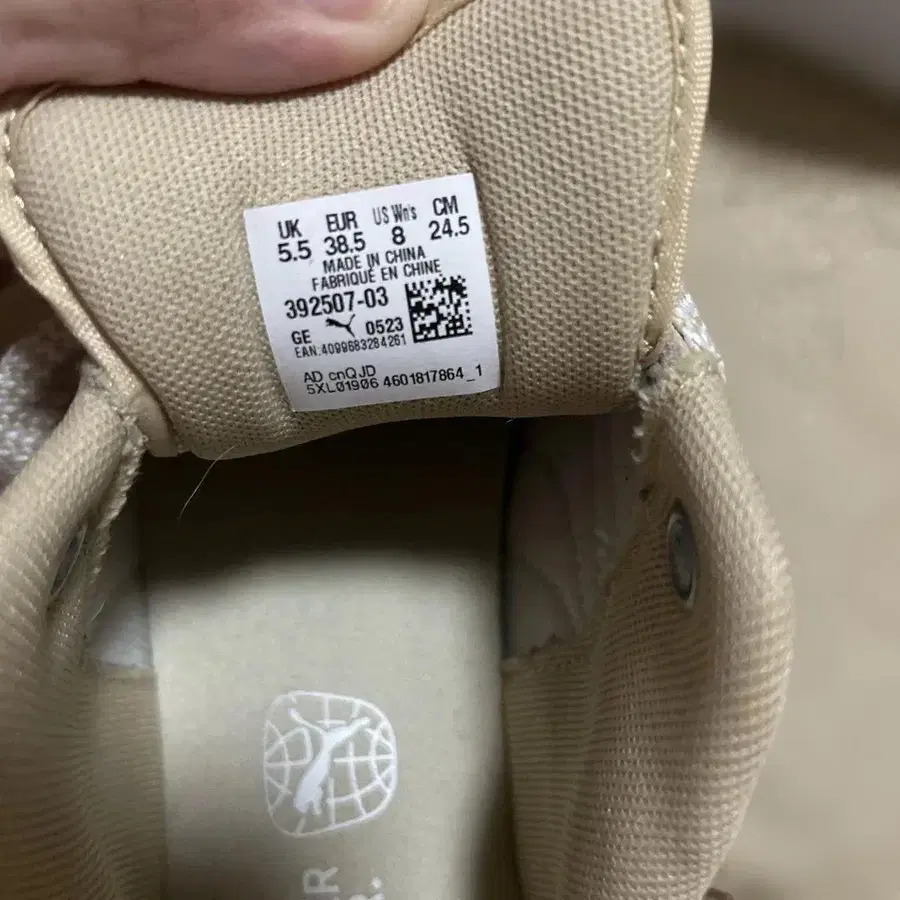 UK EUR US Wn's CM
5.5 38.5 8 24.5
MADE IN CHINA
FABRIQUÉ EN CHINE
392507-03
GE 0523
EAN:4099683284261
AD cnQJD
5XL01906 4601817864_1
R
R.